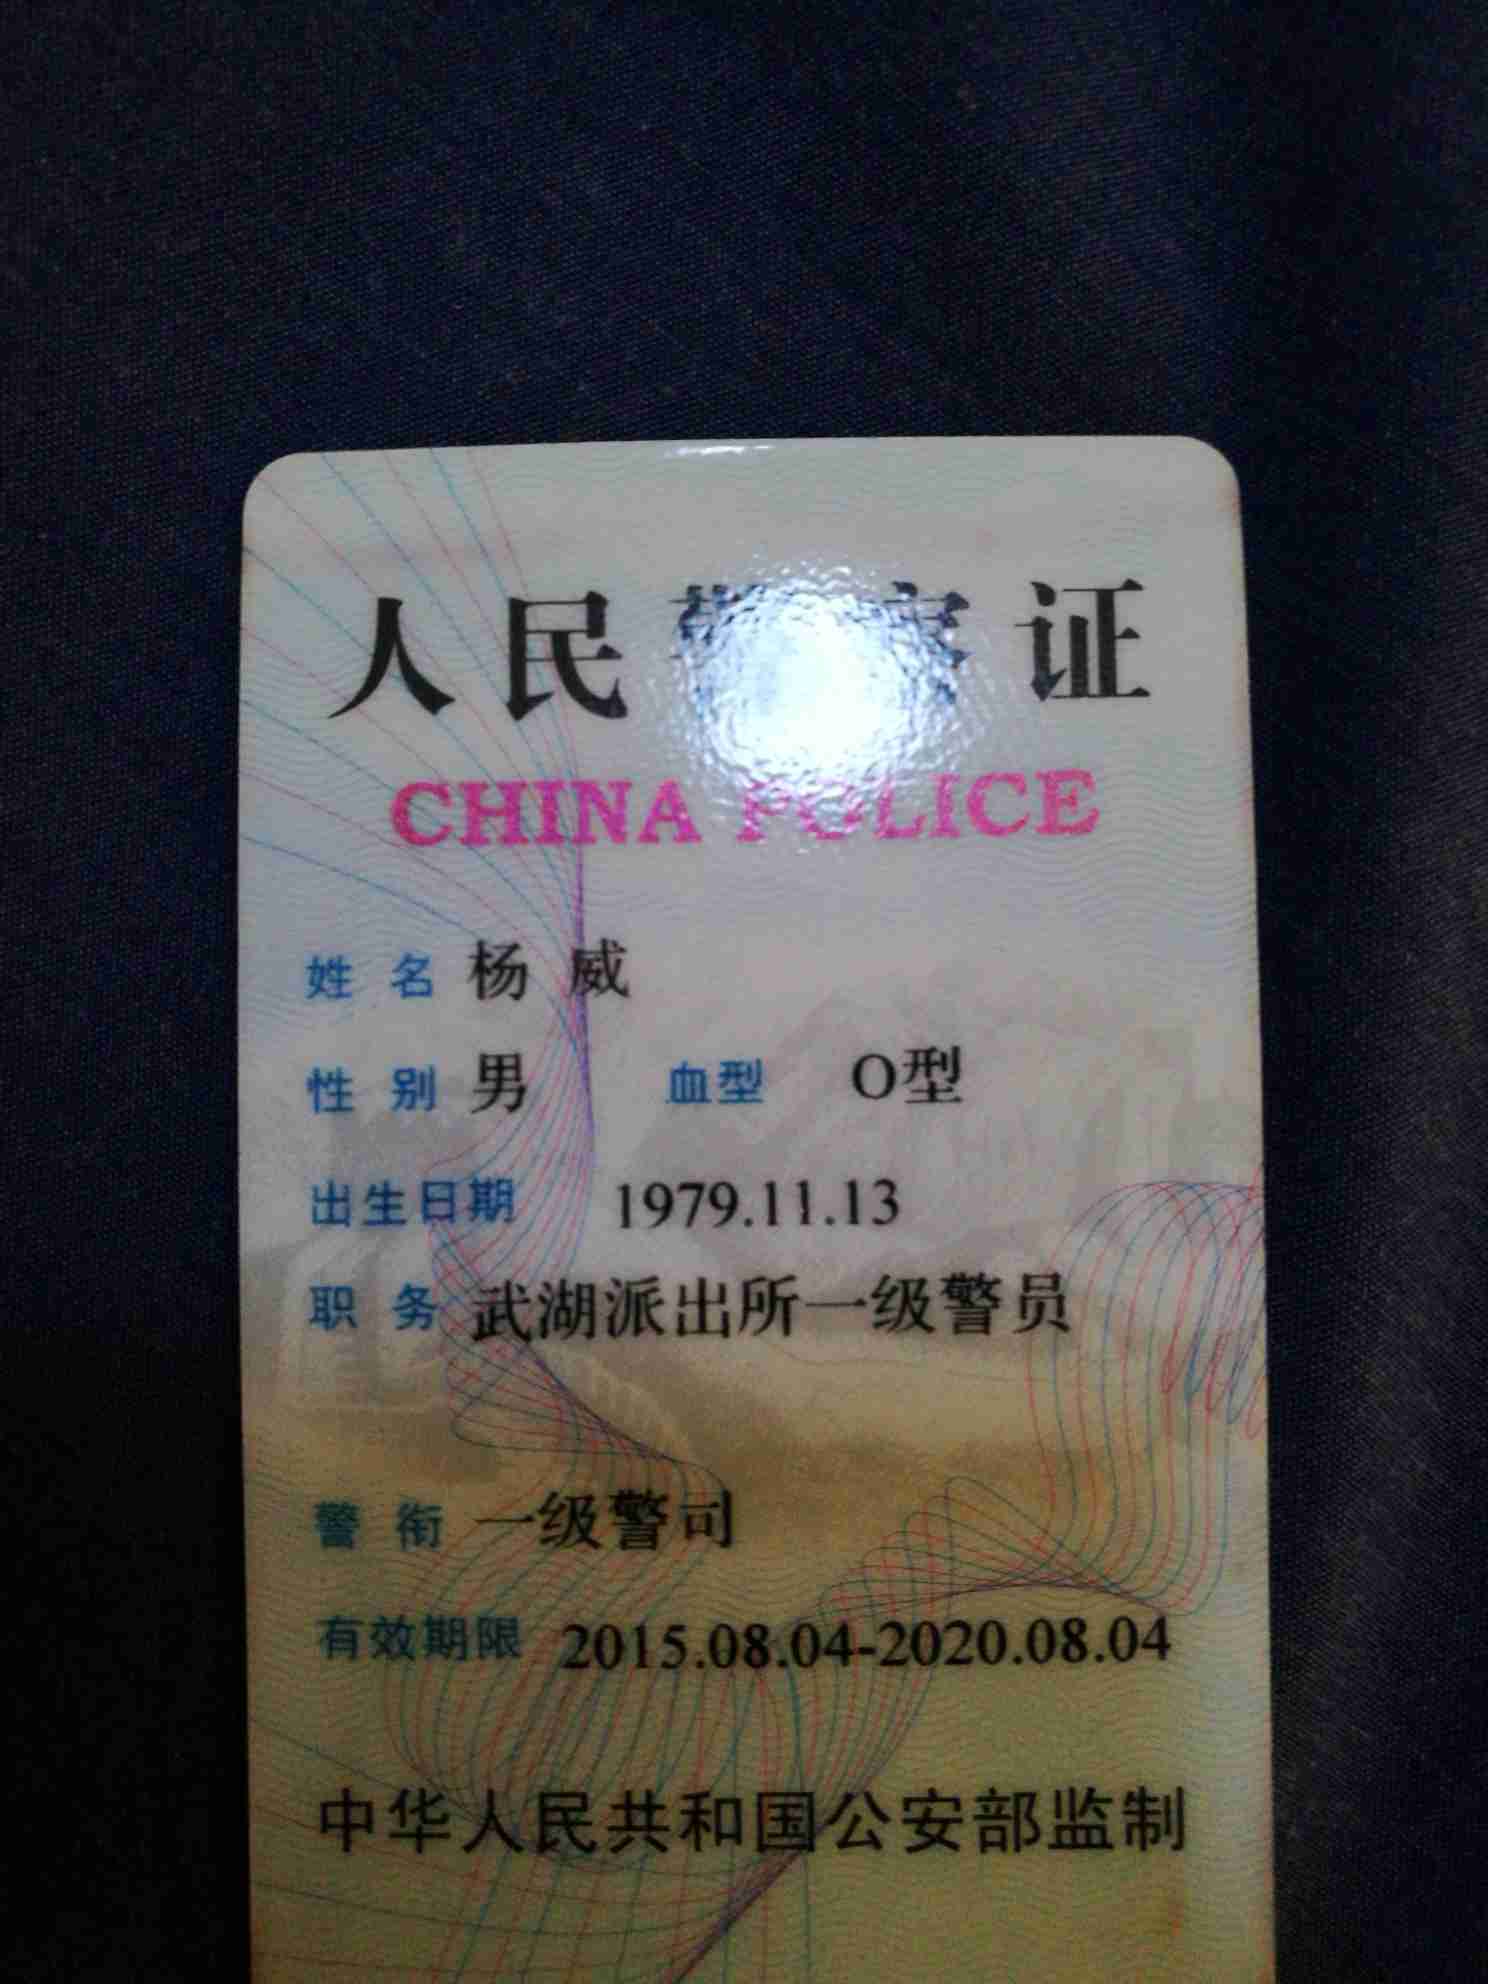 人民警察证
CHINA POLICE
姓名 杨威
性别 男 血型 O型
出生日期 1979.11.13
职务 武湖派出所一级警员
警衔 一级警司
有效期限 2015.08.04-2020.08.04
中华人民共和国公安部监制